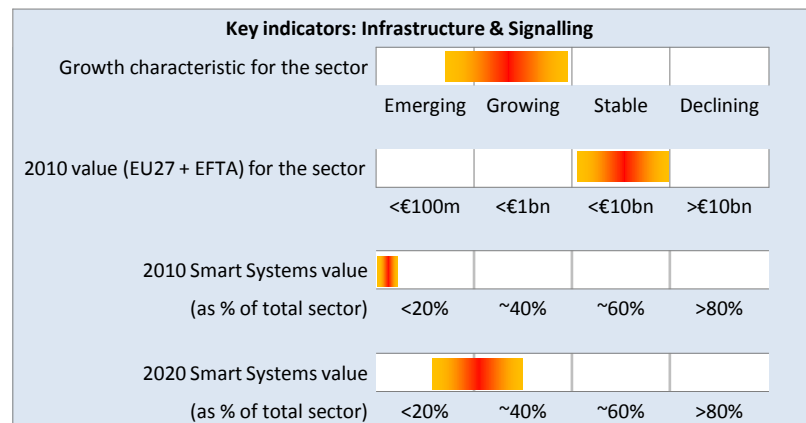 Key indicators: Infrastructure & Signalling
Growth characteristic for the sector
Emerging Growing Stable Declining
2010 value (EU27 + EFTA) for the sector
<€100m <€1bn <€10bn >€10bn
2010 Smart Systems value
(as % of total sector) <20% ~40% ~60% >80%
2020 Smart Systems value
(as % of total sector) <20% ~40% ~60% >80%